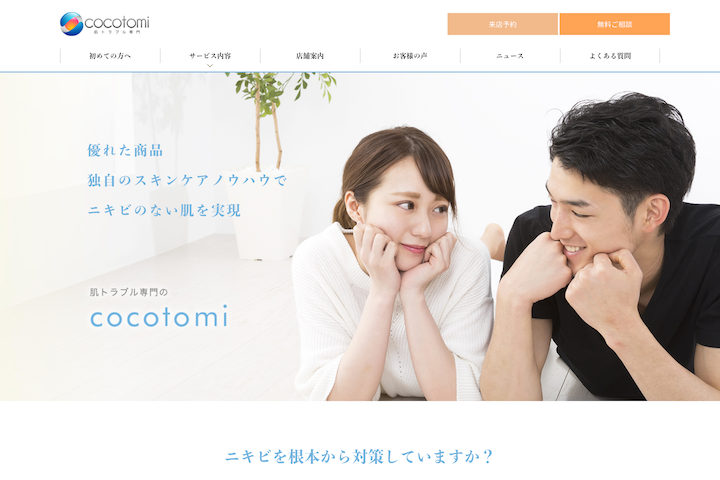 cocotomi
肌トラブル専門
来店予約
無料ご相談
初めての方へ
サービス内容
店舗案内
お客様の声
ニュース
よくある質問
優れた商品
独自のスキンケアノウハウで
ニキビのない肌を実現
肌トラブル専門の
cocotomi
ニキビを根本から対策していますか？